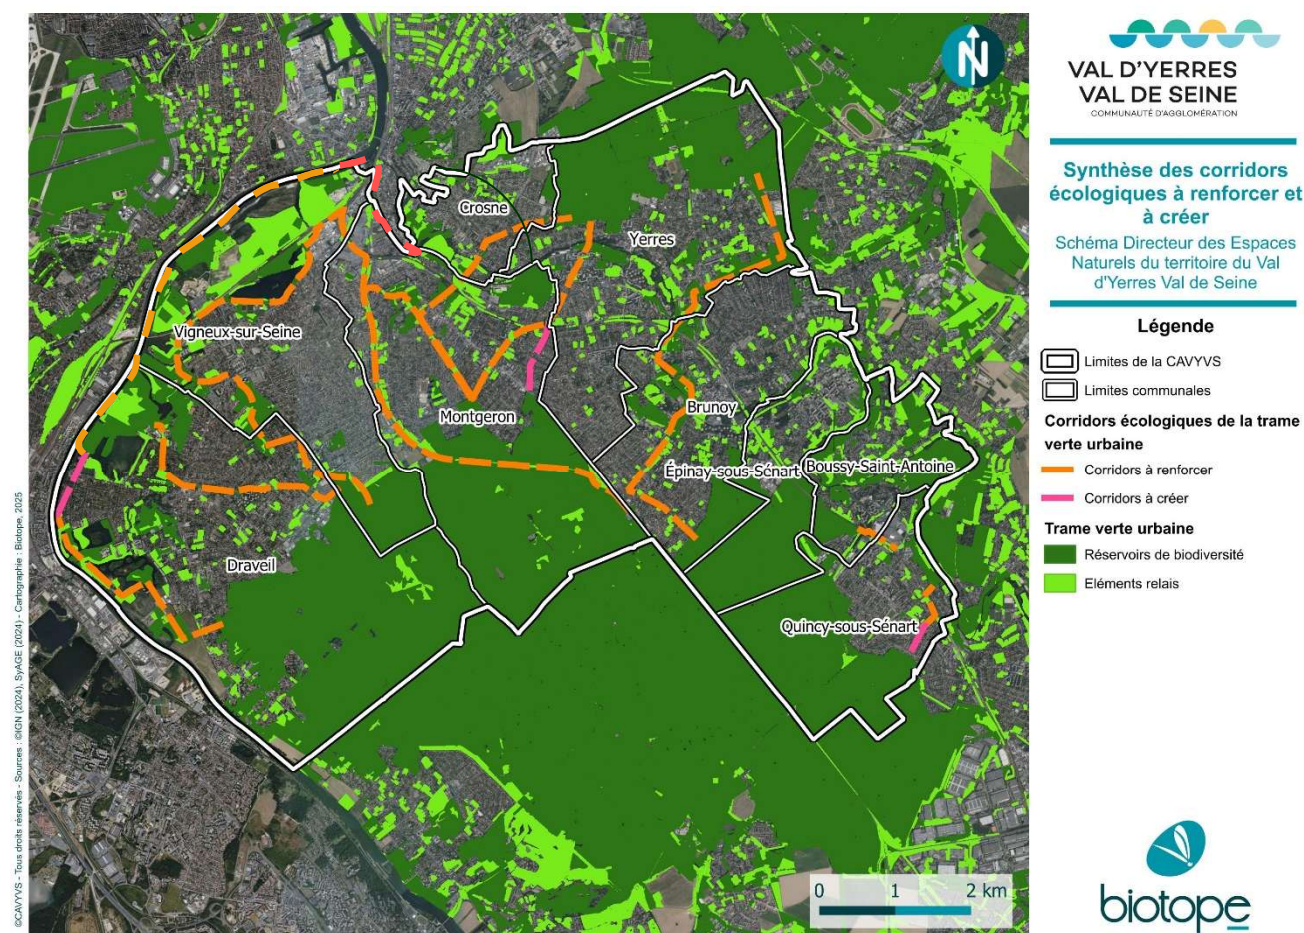 N
VAL D'YERRES
VAL DE SEINE
COMMUNAUTÉ D'AGGLOMÉRATION
Synthèse des corridors
écologiques à renforcer et
à créer
Schéma Directeur des Espaces
Naturels du territoire du Val
d'Yerres Val de Seine
Légende
Limites de la CAVYVS
Limites communales
Corridors écologiques de la trame
verte urbaine
Corridors à renforcer
Corridors à créer
Trame verte urbaine
Réservoirs de biodiversité
Eléments relais
Crosne
Yerres
Vigneux-sur-Seine
Montgeron
Brunoy
Épinay-sous-Sénart
Boussy-Saint-Antoine
Draveil
Quincy-sous-Sénart
0 1 2 km
©CAVYVS - Tous droits réservés - Sources : ©IGN (2024), SyAGE (2024) - Cartographie : Biotope, 2025
biotope